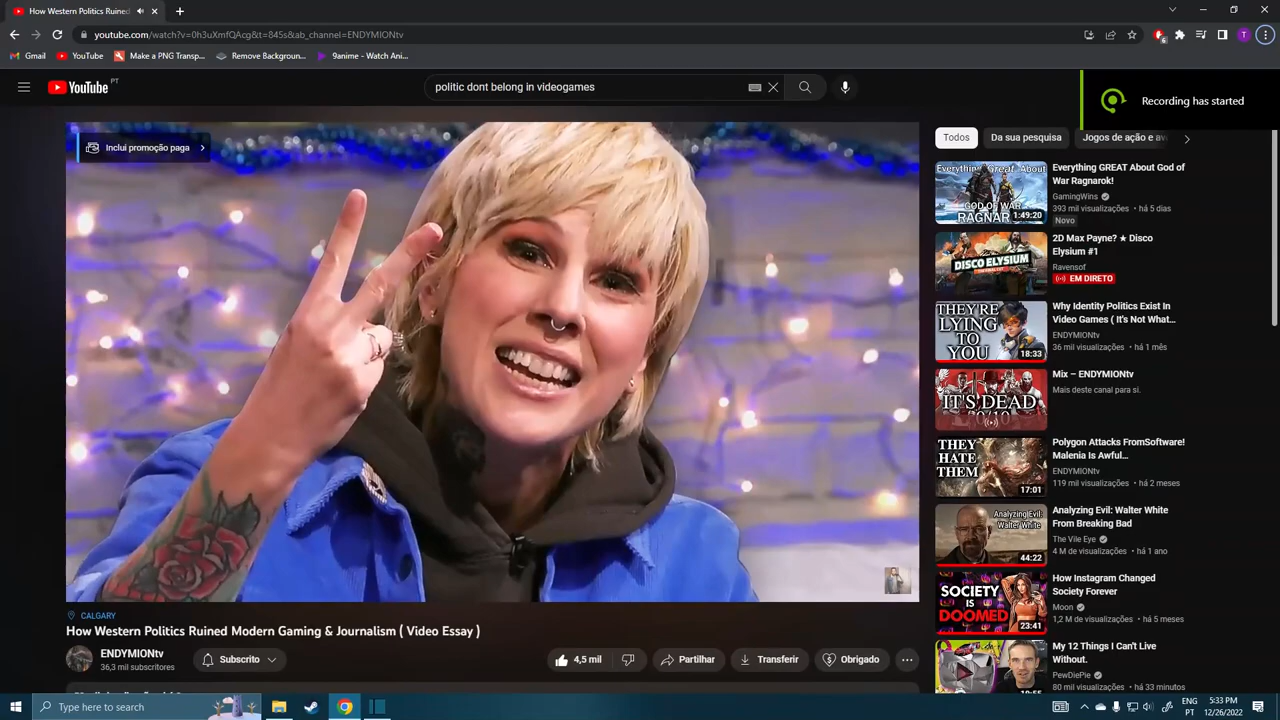 How Western Politics Ruined
youtube.com/watch?v=0h3uXmfQAcg&t=845s&ab_channel=ENDYMIONtv
6
T
Gmail
YouTube
Make a PNG Transp...
Remove Backgroun...
9anime - Watch Ani...
YouTube PT
politic dont belong in videogames
Recording has started
Inclui promoção paga
Todos
Da sua pesquisa
Jogos de ação e av
Everything GREAT About
GOD OF WAR
RAGNAR
1:49:20
Everything GREAT About God of
War Ragnarok!
GamingWins
393 mil visualizações • há 5 dias
Novo
DISCO ELYSIUM
2D Max Payne? ★ Disco
Elysium #1
Ravensof
EM DIRETO
THEY'RE
LYING
TO
YOU
18:33
Why Identity Politics Exist In
Video Games ( It's Not What...
ENDYMIONtv
36 mil visualizações • há 1 mês
IT'S DEAD
Mix – ENDYMIONtv
Mais deste canal para si.
THEY
HATE
THEM
17:01
Polygon Attacks FromSoftware!
Malenia Is Awful...
ENDYMIONtv
119 mil visualizações • há 2 meses
Analyzing Evil:
Walter White
44:22
Analyzing Evil: Walter White
From Breaking Bad
The Vile Eye
4 M de visualizações • há 1 ano
SOCIETY
IS
DOOMED
23:41
How Instagram Changed
Society Forever
Moon
1,2 M de visualizações • há 5 meses
My 12 Things I Can't Live
Without.
PewDiePie
80 mil visualizações • há 33 minutos
CALGARY
How Western Politics Ruined Modern Games Journalism ( Video Essay )
ENDYMIONtv
36,3 mil subscritores
Subscrito
4,5 mil
Partilhar
Transferir
Obrigado
Type here to search
ENG
PT
5:33 PM
12/26/2022